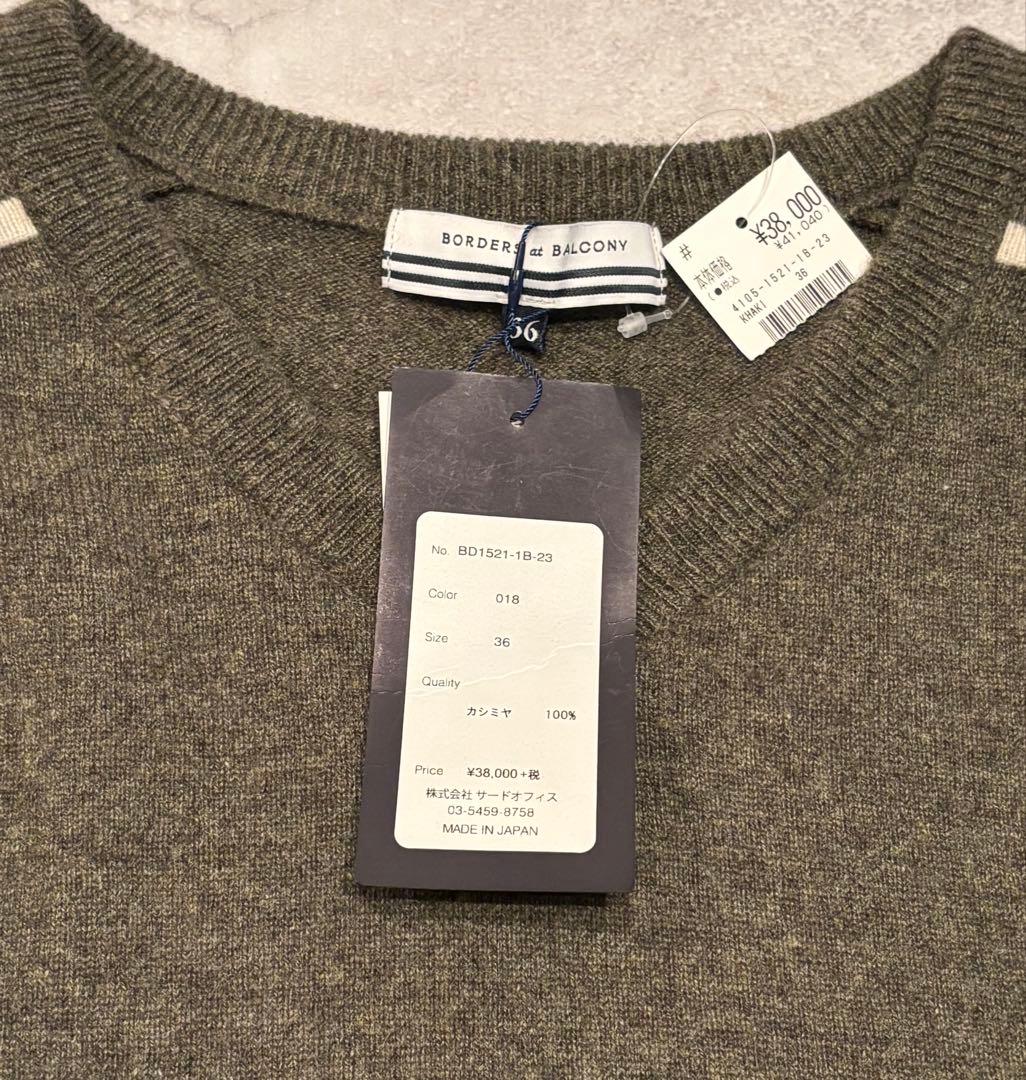 BORDERS at BALCONY
36
#
本体価格 ¥38,000
(●税込 ¥41,040)
4105-1521-1B-23
KHAKI 36
No. BD1521-1B-23
Color 018
Size 36
Quality
カシミヤ 100%
Price ¥38,000+税
株式会社 サードオフィス
03-5459-8758
MADE IN JAPAN